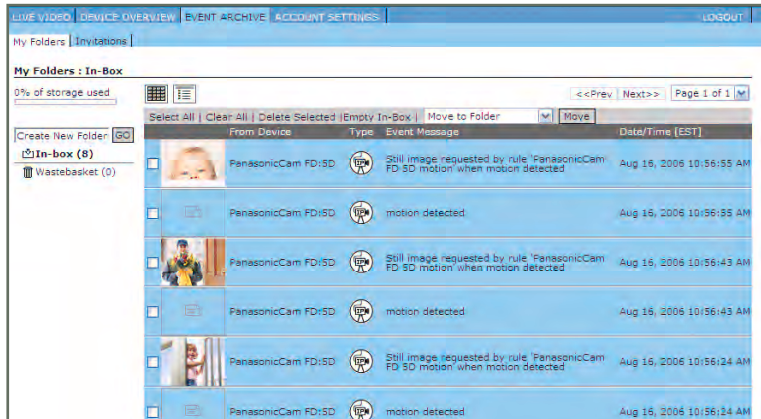 LIVE VIDEO | DEVICE OVERVIEW | EVENT ARCHIVE | ACCOUNT SETTINGS | LOGOUT
My Folders | Invitations |
My Folders : In-Box
0% of storage used
<<Prev | Next>> Page 1 of 1
Select All | Clear All | Delete Selected |Empty In-Box | Move to Folder Move
Create New Folder GO
In-box (8)
Wastebasket (0)
From Device Type Event Message Date/Time [EST]
PanasonicCam FD:5D Still image requested by rule 'PanasonicCam
FD 5D motion' when motion detected Aug 16, 2006 10:56:55 AM
PanasonicCam FD:5D motion detected Aug 16, 2006 10:56:55 AM
PanasonicCam FD:5D Still image requested by rule 'PanasonicCam
FD 5D motion' when motion detected Aug 16, 2006 10:56:43 AM
PanasonicCam FD:5D motion detected Aug 16, 2006 10:56:43 AM
PanasonicCam FD:5D Still image requested by rule 'PanasonicCam
FD 5D motion' when motion detected Aug 16, 2006 10:56:24 AM
PanasonicCam FD:5D motion detected Aug 16, 2006 10:56:24 AM